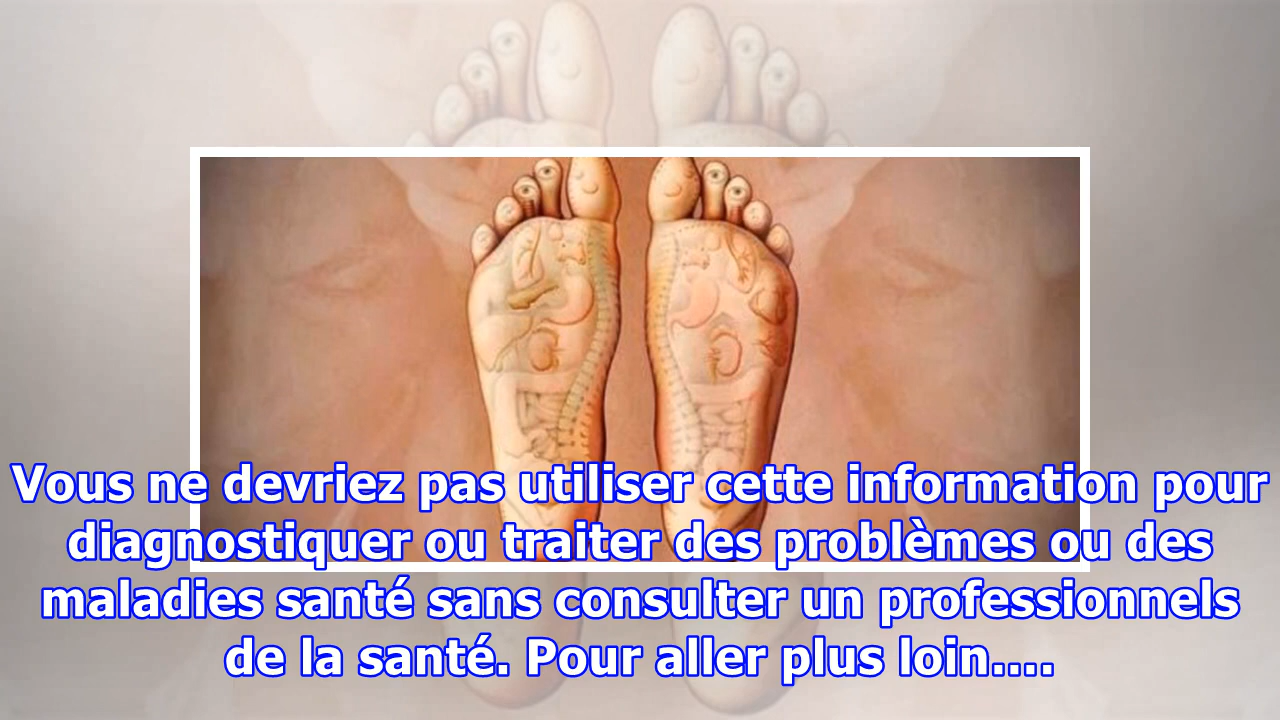 Vous ne devriez pas utiliser cette information pour
diagnostiquer ou traiter des problèmes ou des
maladies santé sans consulter un professionnels
de la santé. Pour aller plus loin....